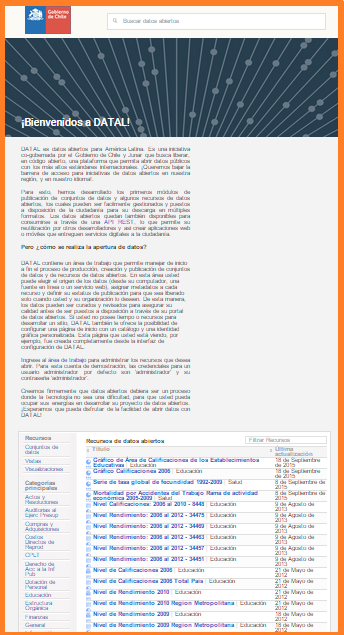 Gobierno
de Chile
Buscar datos abiertos
¡Bienvenidos a DATAL!
DATAL es datos abiertos para América Latina. Es una iniciativa
co-gobernada por el Gobierno de Chile y Junar que busca liberar,
en código abierto, una plataforma que permita abrir datos públicos
con los más altos estándares internacionales. ¡Queremos bajar la
barrera de acceso para iniciativas de datos abiertos en nuestra
región, y en nuestro idioma!
Para esto, hemos desarrollado los primeros módulos de
publicación de conjuntos de datos y algunos recursos de datos
abiertos, los cuales pueden ser fácilmente gestionados y puestos
a disposición de la ciudadanía para su descarga en múltiples
formatos. Los datos abiertos quedan también disponibles para
consumirse a través de una API REST, lo que permite su
reutilización por otros desarrolladores y así crear aplicaciones web
o móviles que entreguen servicios digitales a la ciudadanía.
Pero ¿cómo se realiza la apertura de datos?
DATAL contiene un área de trabajo que permite manejar de inicio
a fin el proceso de producción, creación y publicación de conjuntos
de datos y de recursos de datos abiertos. En esta área usted
puede elegir el origen de los datos (desde su computador, una
fuente en línea o un servicio web), asignar metadatos a cada
recurso y definir su estatus de publicación para que sea liberado
solo cuando usted y su organización lo deseen. De esta manera,
los datos pueden ser curados y revisados para asegurar su
calidad antes de ser puestos a disposición a través de su portal
de datos abiertos. Si usted no posee tiempo o recursos para
desarrollar un sitio, DATAL también le ofrece la posibilidad de
configurar una página de inicio con un catálogo y una identidad
gráfica personalizada. Esta página que usted está viendo, por
ejemplo, fue creada completamente desde la interfaz de
configuración de DATAL.
Ingrese al área de trabajo para administrar los recursos que desea
abrir. Para esta cuenta de demostración, las credenciales para un
usuario administrador por defecto son 'administrador' y su
contraseña 'administrador'.
Creemos firmemente que datos abiertos debiera ser un proceso
donde la tecnología no sea una dificultad, para que usted pueda
ocupar sus energías en desarrollar su proyecto de datos abiertos.
¡Esperamos que pueda disfrutar de la facilidad de abrir datos con
DATAL!
Recursos
Conjuntos de
datos
Vistas
Visualizaciones
Categorías
principales
Actos y
Resoluciones
Auditorías al
Ejerc Presup
Compras y
Adquisiciones
Costos
Directos de
Reprod
CPLT
Derecho de
Acc a la Inf
Púb
Dotación de
Personal
Educación
Estructura
Orgánica
Finanzas
General
Recursos de datos abiertos
Filtrar Recursos
Título
Última
actualización
Gráfico de Área de Calificaciones de los Establecimientos
Educativas | Educación
18 de Septiembre
de 2015
Gráfico Calificaciones 2006 | Educación
18 de Septiembre
de 2015
Serie de tasa global de fecundidad 1992-2009 | Salud
8 de Septiembre
de 2015
Mortalidad por Accidentes del Trabajo Rama de actividad
económica 2005-2009 | Salud
8 de Septiembre
de 2015
Nivel Calificaciones: 2006 al 2010 - 3448 | Educación
9 de Agosto de
2013
Nivel Rendimiento: 2006 al 2012 - 34475 | Educación
9 de Agosto de
2013
Nivel Rendimiento: 2006 al 2012 - 34469 | Educación
9 de Agosto de
2013
Nivel Rendimiento: 2006 al 2012 - 34463 | Educación
9 de Agosto de
2013
Nivel Rendimiento: 2006 al 2012 - 34457 | Educación
9 de Agosto de
2013
Nivel Rendimiento: 2006 al 2012 - 34451 | Educación
9 de Agosto de
2013
Nivel de Calificaciones 2006 | Educación
21 de Mayo de
2012
Nivel de Calificaciones 2006 Total País | Educación
21 de Mayo de
2012
Nivel de Rendimiento 2010 | Educación
21 de Mayo de
2012
Nivel de Rendimiento 2010 Región Metropolitana | Educación
21 de Mayo de
2012
Nivel de Rendimiento 2009 | Educación
18 de Mayo de
2012
Nivel de Rendimiento 2009 Región Metropolitana | Educación
18 de Mayo de
2012